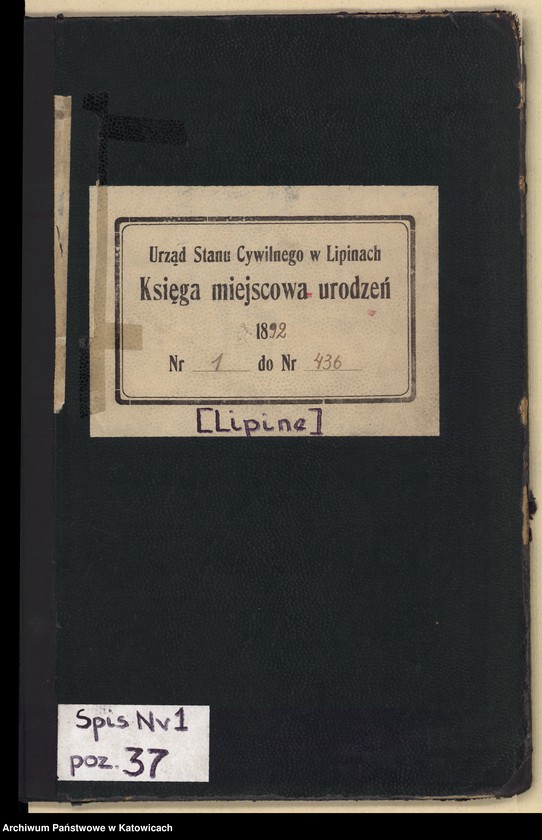 Urząd Stanu Cywilnego w Lipinach
Księga miejscowa urodzeń
1892
Nr 1 do Nr 436
[Lipine]
Spis Nr 1
poz. 37
Archiwum Państwowe w Katowicach